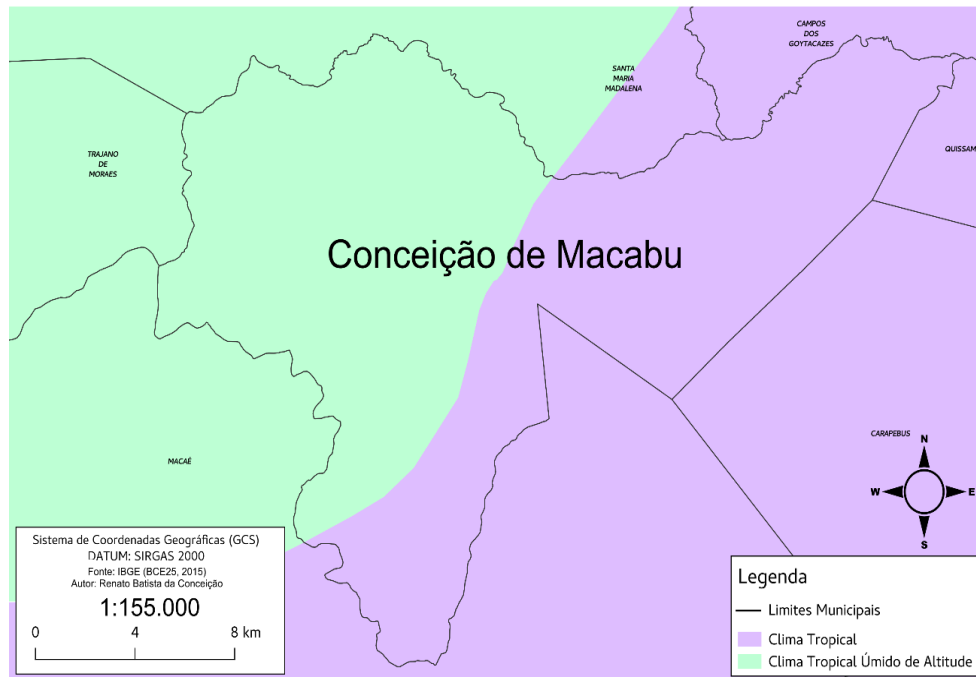 CAMPOS
DOS
GOYTACAZES
SANTA
MARIA
MADALENA
TRAJANO
DE
MORAES
QUISSAM
Conceição de Macabu
CARAPEBUS
MACAÉ
N
W
E
S
Sistema de Coordenadas Geográficas (GCS)
DATUM: SIRGAS 2000
Fonte: IBGE (BCE25, 2015)
Autor: Renato Batista da Conceição
1:155.000
0 4 8 km
Legenda
Limites Municipais
Clima Tropical
Clima Tropical Úmido de Altitude